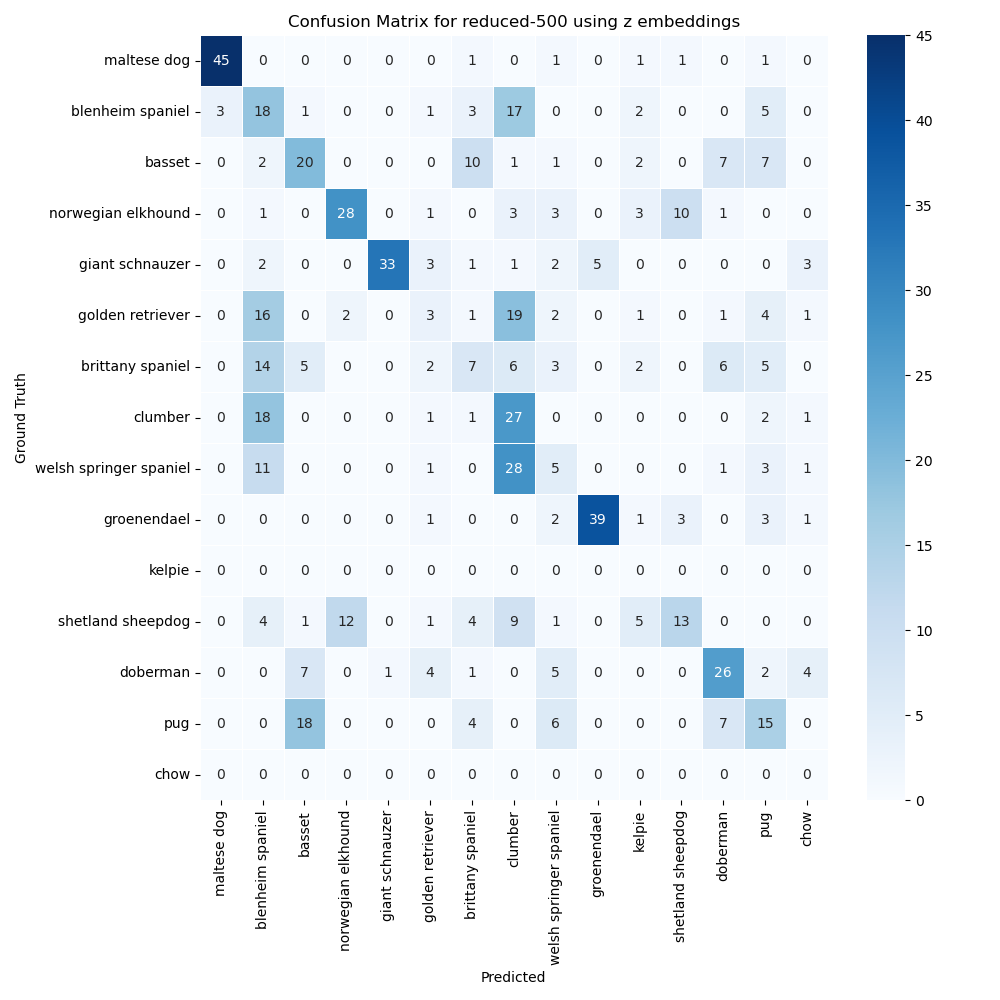 Confusion Matrix for reduced-500 using z embeddings
maltese dog 45 0 0 0 0 0 1 0 1 0 1 1 0 1 0
blenheim spaniel 3 18 1 0 0 1 3 17 0 0 2 0 0 5 0
basset 0 2 20 0 0 0 10 1 1 0 2 0 7 7 0
norwegian elkhound 0 1 0 28 0 1 0 3 3 0 3 10 1 0 0
giant schnauzer 0 2 0 0 33 3 1 1 2 5 0 0 0 0 3
golden retriever 0 16 0 2 0 3 1 19 2 0 1 0 1 4 1
brittany spaniel 0 14 5 0 0 2 7 6 3 0 2 0 6 5 0
clumber 0 18 0 0 0 1 1 27 0 0 0 0 0 2 1
welsh springer spaniel 0 11 0 0 0 1 0 28 5 0 0 0 1 3 1
groenendael 0 0 0 0 0 1 0 0 2 39 1 3 0 3 1
kelpie 0 0 0 0 0 0 0 0 0 0 0 0 0 0 0
shetland sheepdog 0 4 1 12 0 1 4 9 1 0 5 13 0 0 0
doberman 0 0 7 0 1 4 1 0 5 0 0 0 26 2 4
pug 0 0 18 0 0 0 4 0 6 0 0 0 7 15 0
chow 0 0 0 0 0 0 0 0 0 0 0 0 0 0 0
Ground Truth
maltese dog
blenheim spaniel
basset
norwegian elkhound
giant schnauzer
golden retriever
brittany spaniel
clumber
welsh springer spaniel
groenendael
kelpie
shetland sheepdog
doberman
pug
chow
Predicted
45
40
35
30
25
20
15
10
5
0